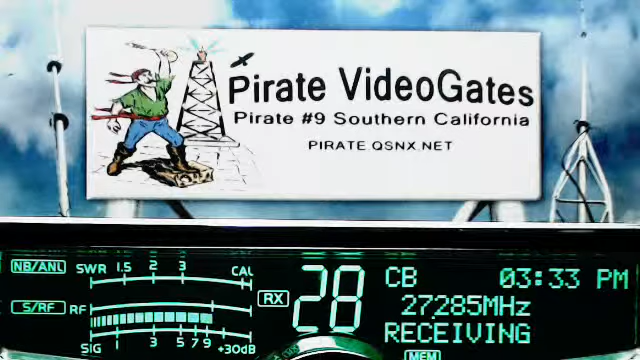 Pirate VideoGates
Pirate #9 Southern California
PIRATE.QSNX.NET
NB/ANL SWR 1.5 2 3 CAL
S/RF RF
SIG 3 5 7 9 +30dB
RX 28
CB 03:33 PM
27285MHz
RECEIVING
MEM